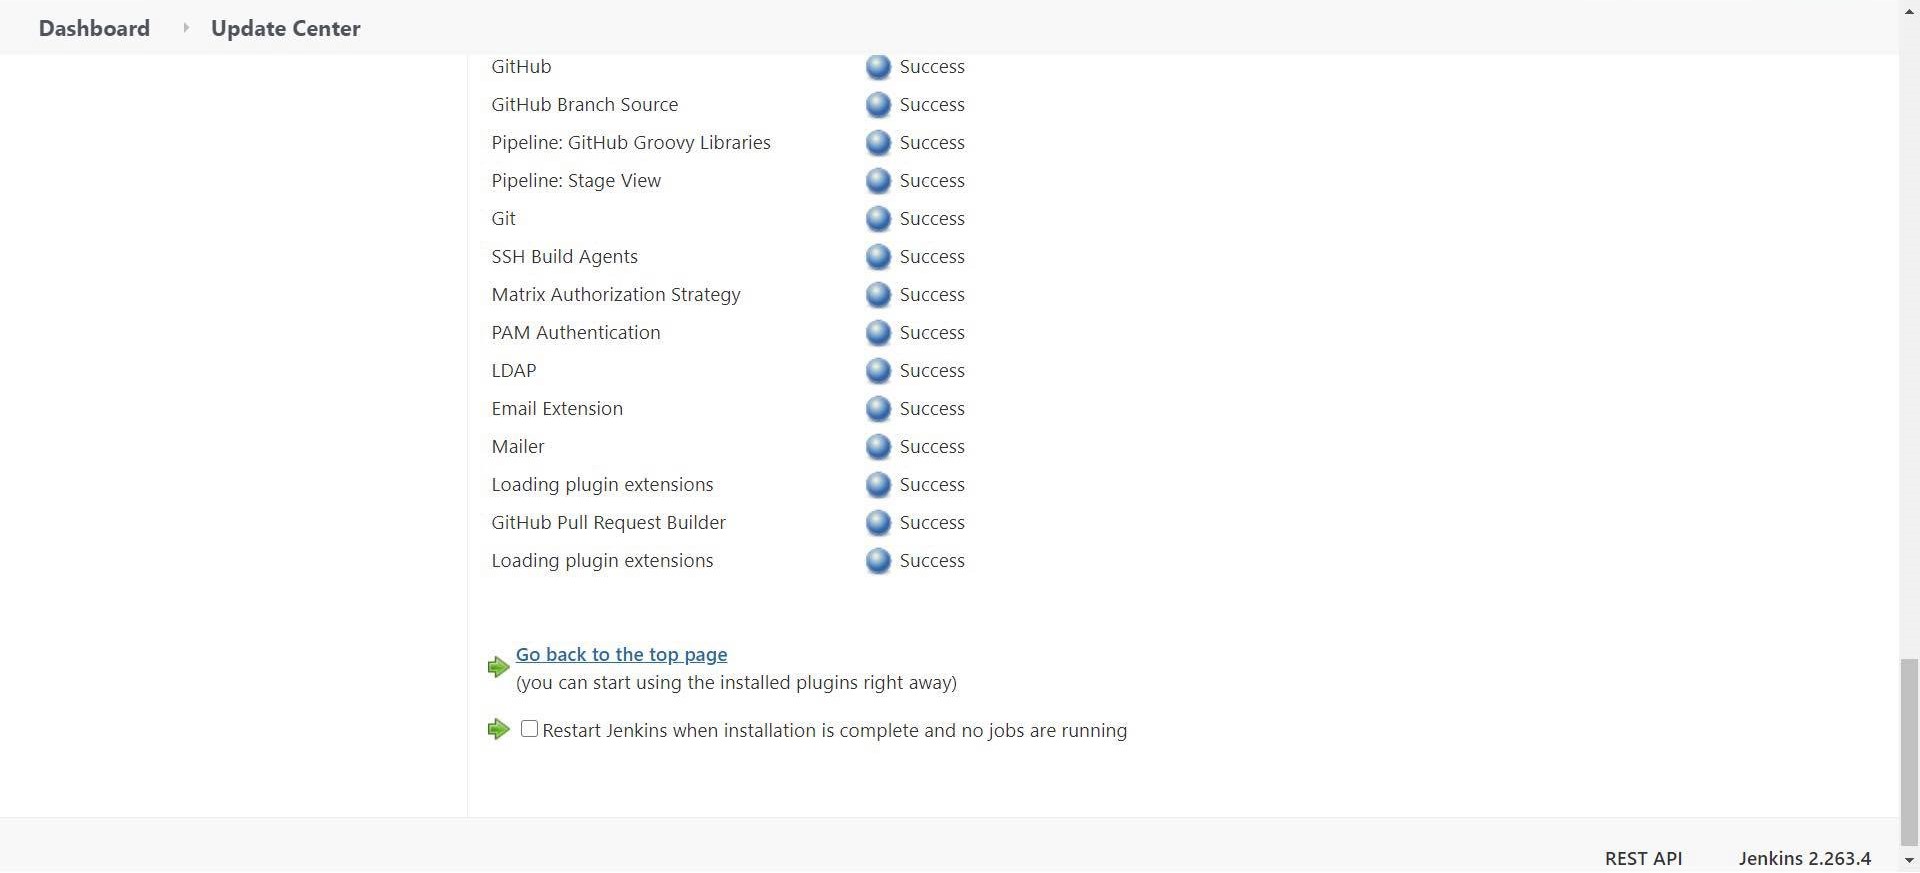 Dashboard
Update Center
GitHub Success
GitHub Branch Source Success
Pipeline: GitHub Groovy Libraries Success
Pipeline: Stage View Success
Git Success
SSH Build Agents Success
Matrix Authorization Strategy Success
PAM Authentication Success
LDAP Success
Email Extension Success
Mailer Success
Loading plugin extensions Success
GitHub Pull Request Builder Success
Loading plugin extensions Success
Go back to the top page
(you can start using the installed plugins right away)
Restart Jenkins when installation is complete and no jobs are running
REST API Jenkins 2.263.4